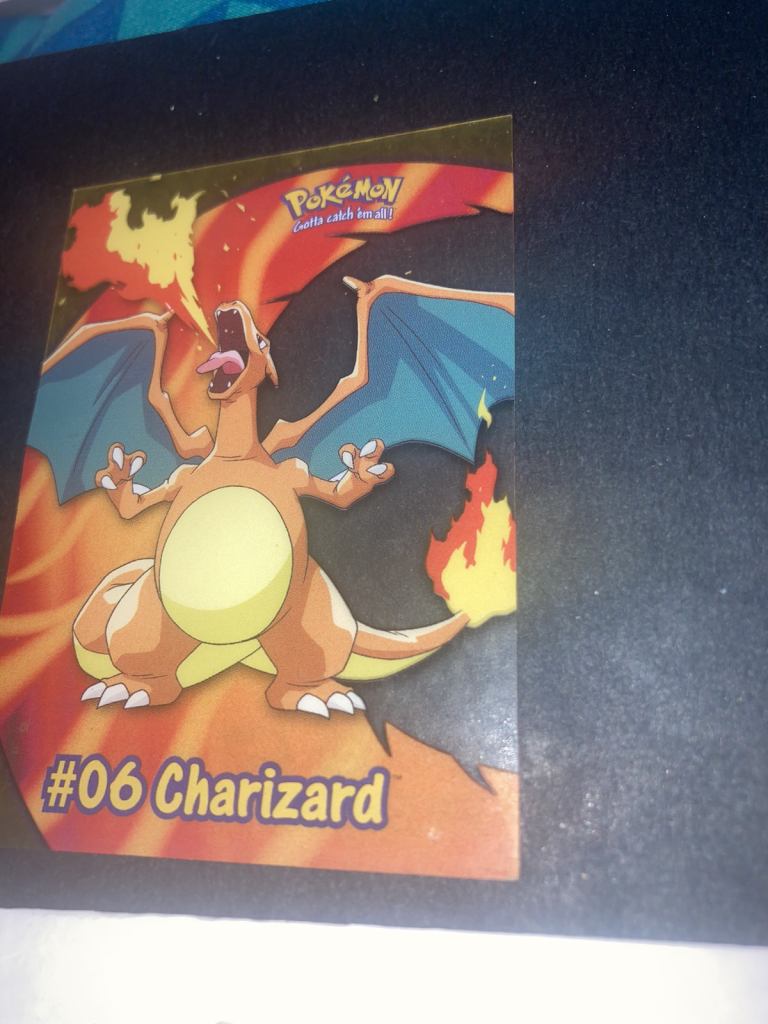 POKéMON
Gotta catch 'em all!
#06 Charizard